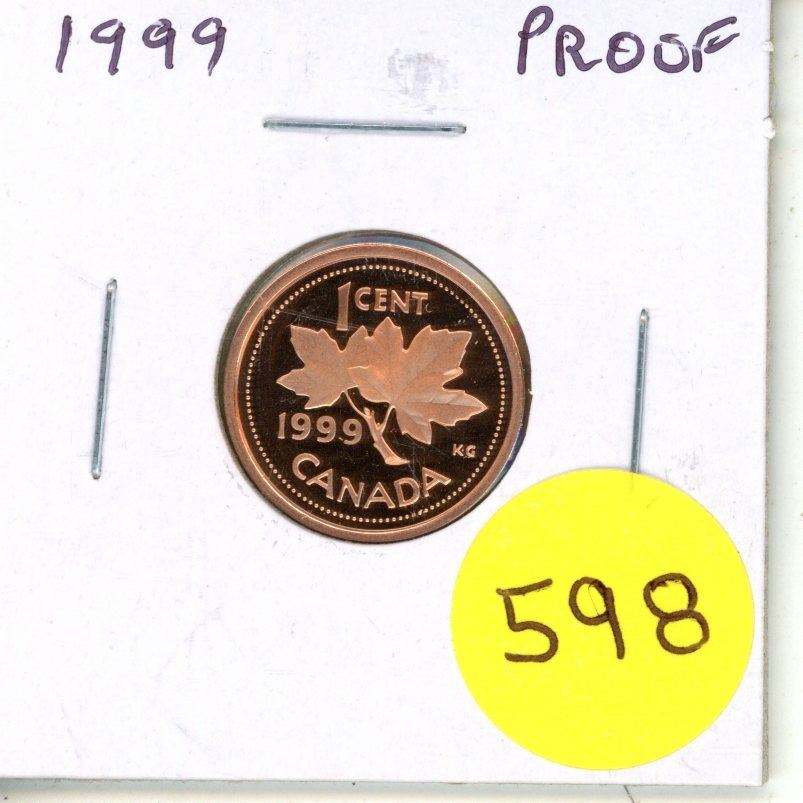 1999 PROOF
1 CENT
1999
KG
CANADA
598